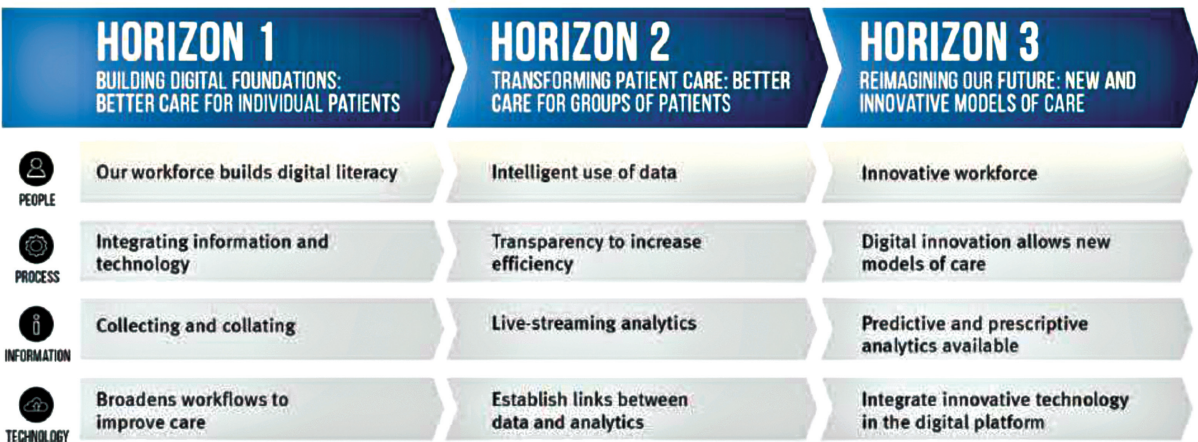 HORIZON 1
BUILDING DIGITAL FOUNDATIONS:
BETTER CARE FOR INDIVIDUAL PATIENTS
HORIZON 2
TRANSFORMING PATIENT CARE: BETTER
CARE FOR GROUPS OF PATIENTS
HORIZON 3
REIMAGINING OUR FUTURE: NEW AND
INNOVATIVE MODELS OF CARE
PEOPLE
Our workforce builds digital literacy
Intelligent use of data
Innovative workforce
PROCESS
Integrating information and
technology
Transparency to increase
efficiency
Digital innovation allows new
models of care
INFORMATION
Collecting and collating
Live-streaming analytics
Predictive and prescriptive
analytics available
TECHNOLOGY
Broadens workflows to
improve care
Establish links between
data and analytics
Integrate innovative technology
in the digital platform